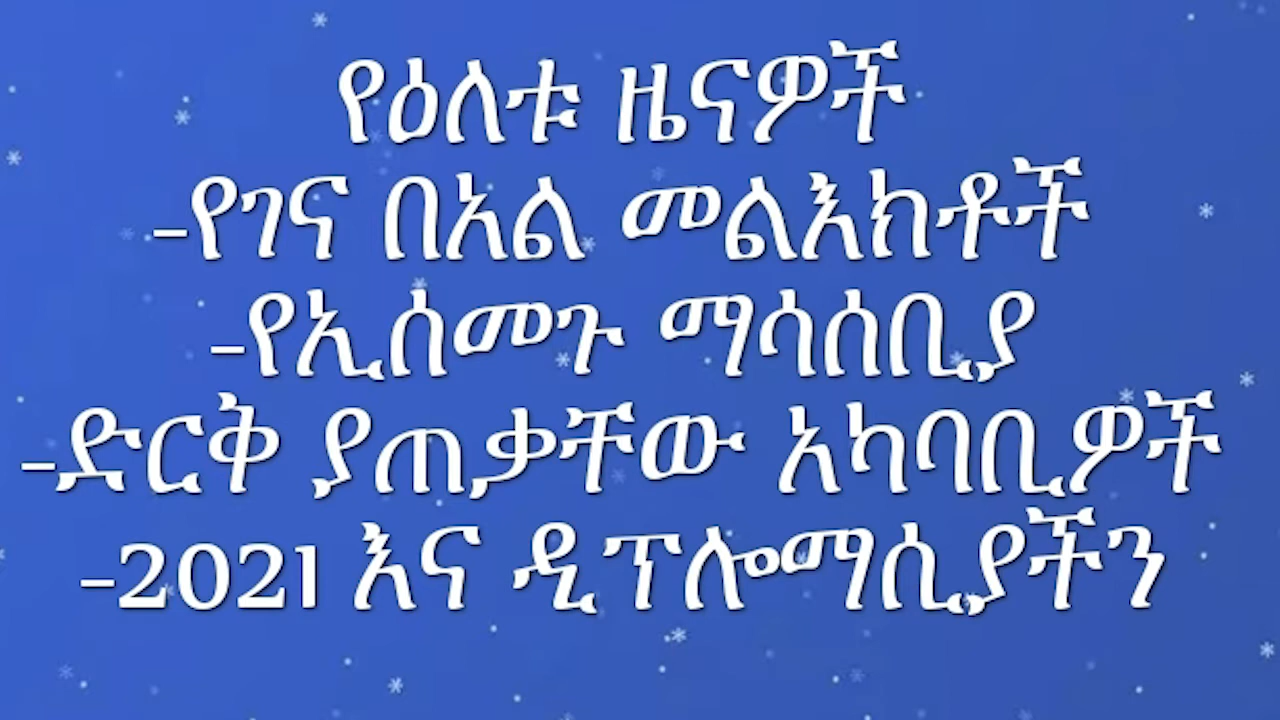 የዕለቱ ዜናዎች
-የገና በአል መልእክቶች
-የኢሰመጉ ማሳሰቢያ
-ድርቅ ያጠቃቸው አካባቢዎች
-2021 እና ዲፕሎማሲያችን